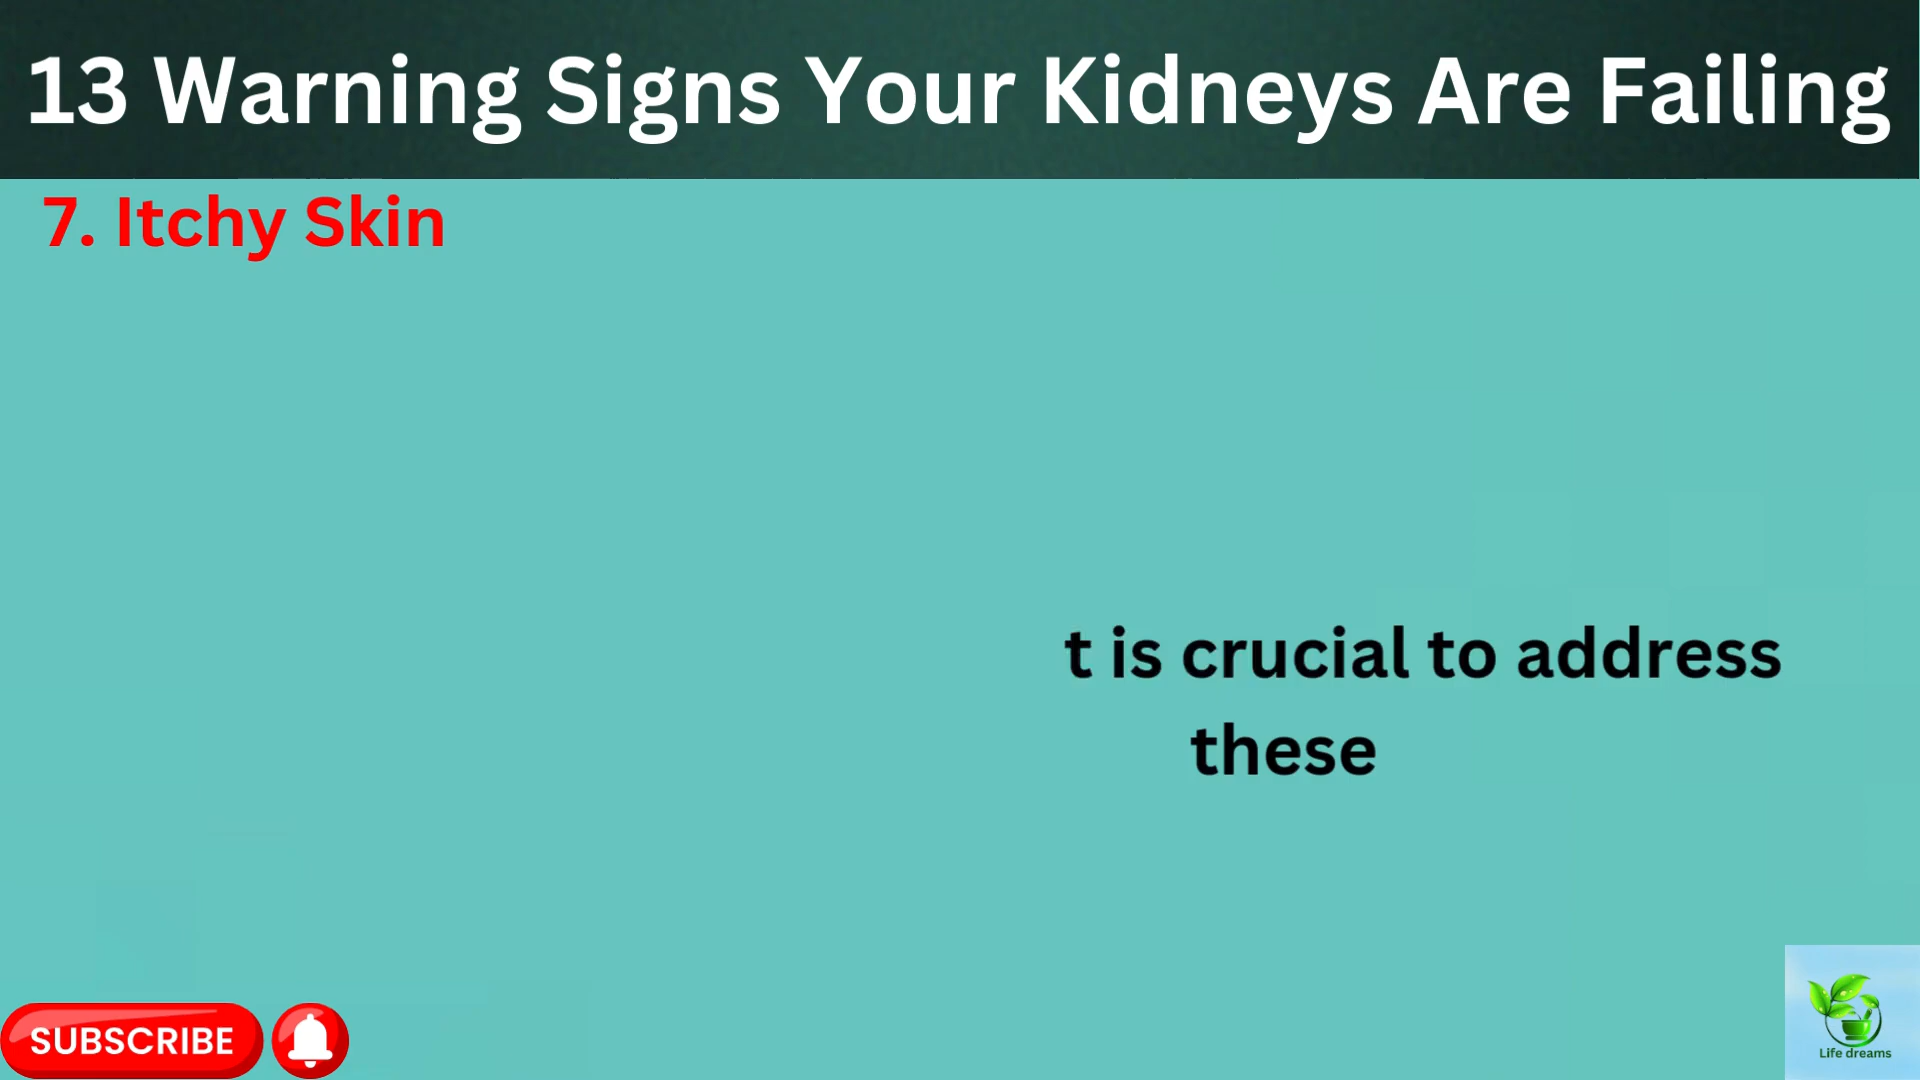 13 Warning Signs Your Kidneys Are Failing
7. Itchy Skin
t is crucial to address
these
SUBSCRIBE
Life dreams